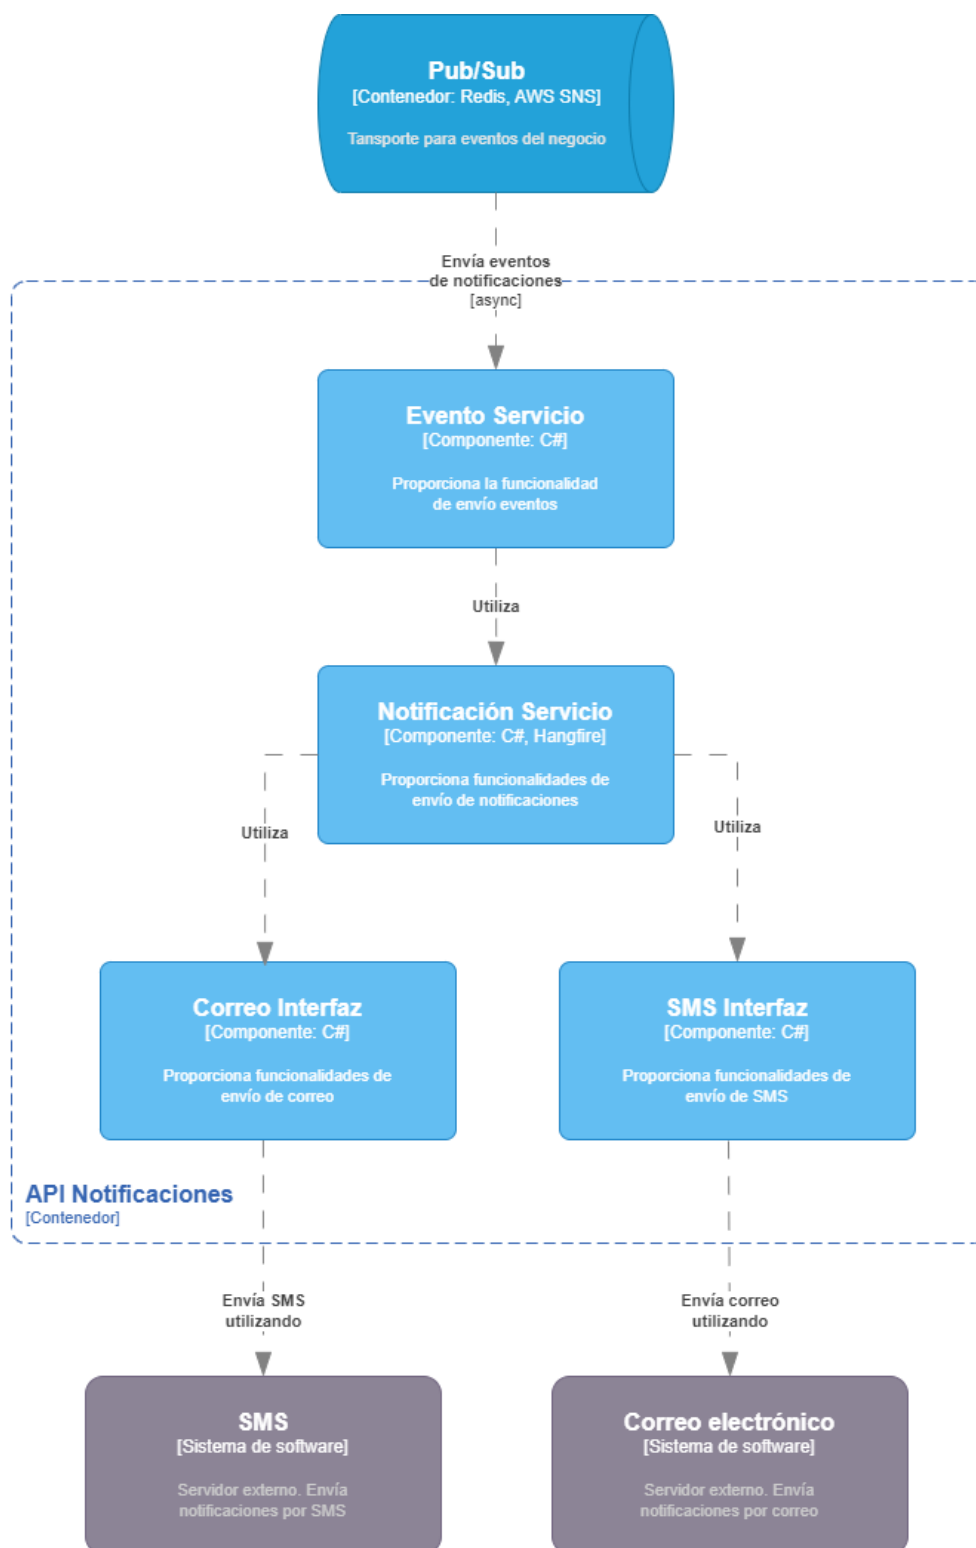 Pub/Sub
[Contenedor: Redis, AWS SNS]
Tansporte para eventos del negocio
Envía eventos
de notificaciones
[async]
Evento Servicio
[Componente: C#]
Proporciona la funcionalidad
de envío eventos
Utiliza
Notificación Servicio
[Componente: C#, Hangfire]
Proporciona funcionalidades de
envío de notificaciones
Utiliza
Utiliza
Correo Interfaz
[Componente: C#]
Proporciona funcionalidades de
envío de correo
SMS Interfaz
[Componente: C#]
Proporciona funcionalidades de
envío de SMS
API Notificaciones
[Contenedor]
Envía SMS
utilizando
Envía correo
utilizando
SMS
[Sistema de software]
Servidor externo. Envía
notificaciones por SMS
Correo electrónico
[Sistema de software]
Servidor externo. Envía
notificaciones por correo